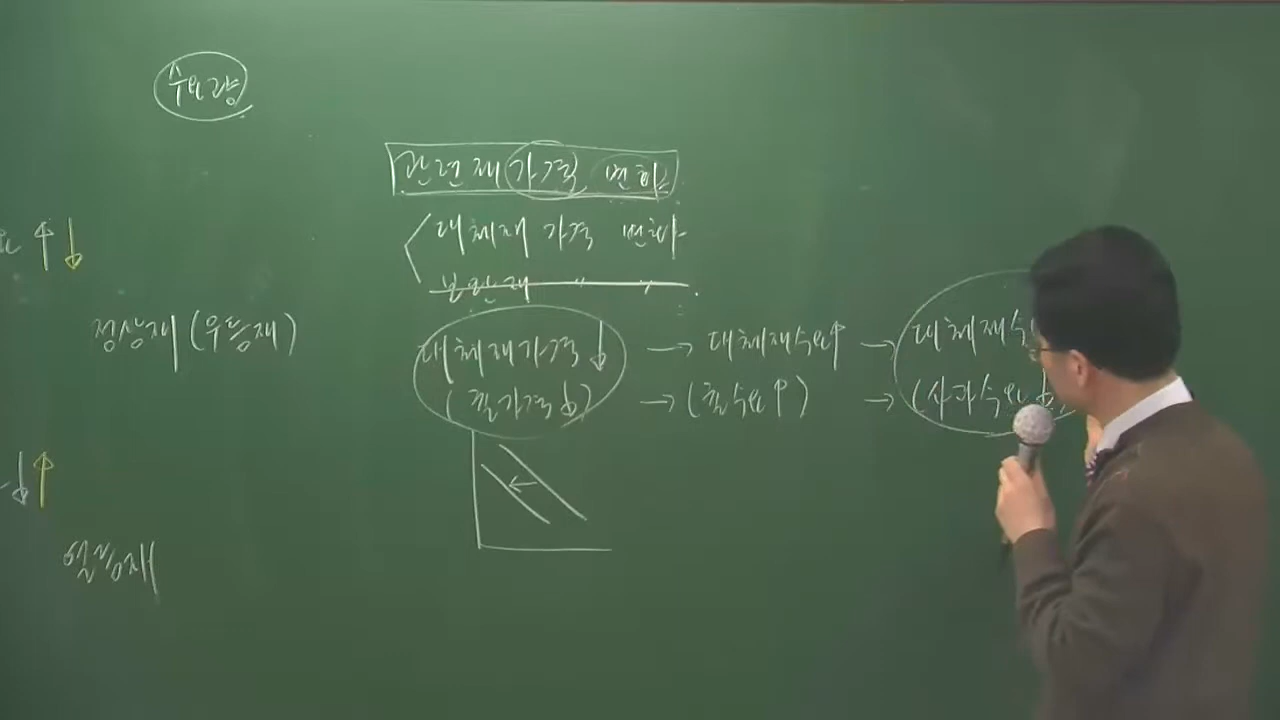 수요량
관련재 가격 변화
대체재 가격 변화
보완재 〃 〃
정상재 (우등재)
대체재가격↓ → 대체재수요↑ → 대체재수
(귤가격↓) → (귤수요↑) → (사과수요↓)
열등재